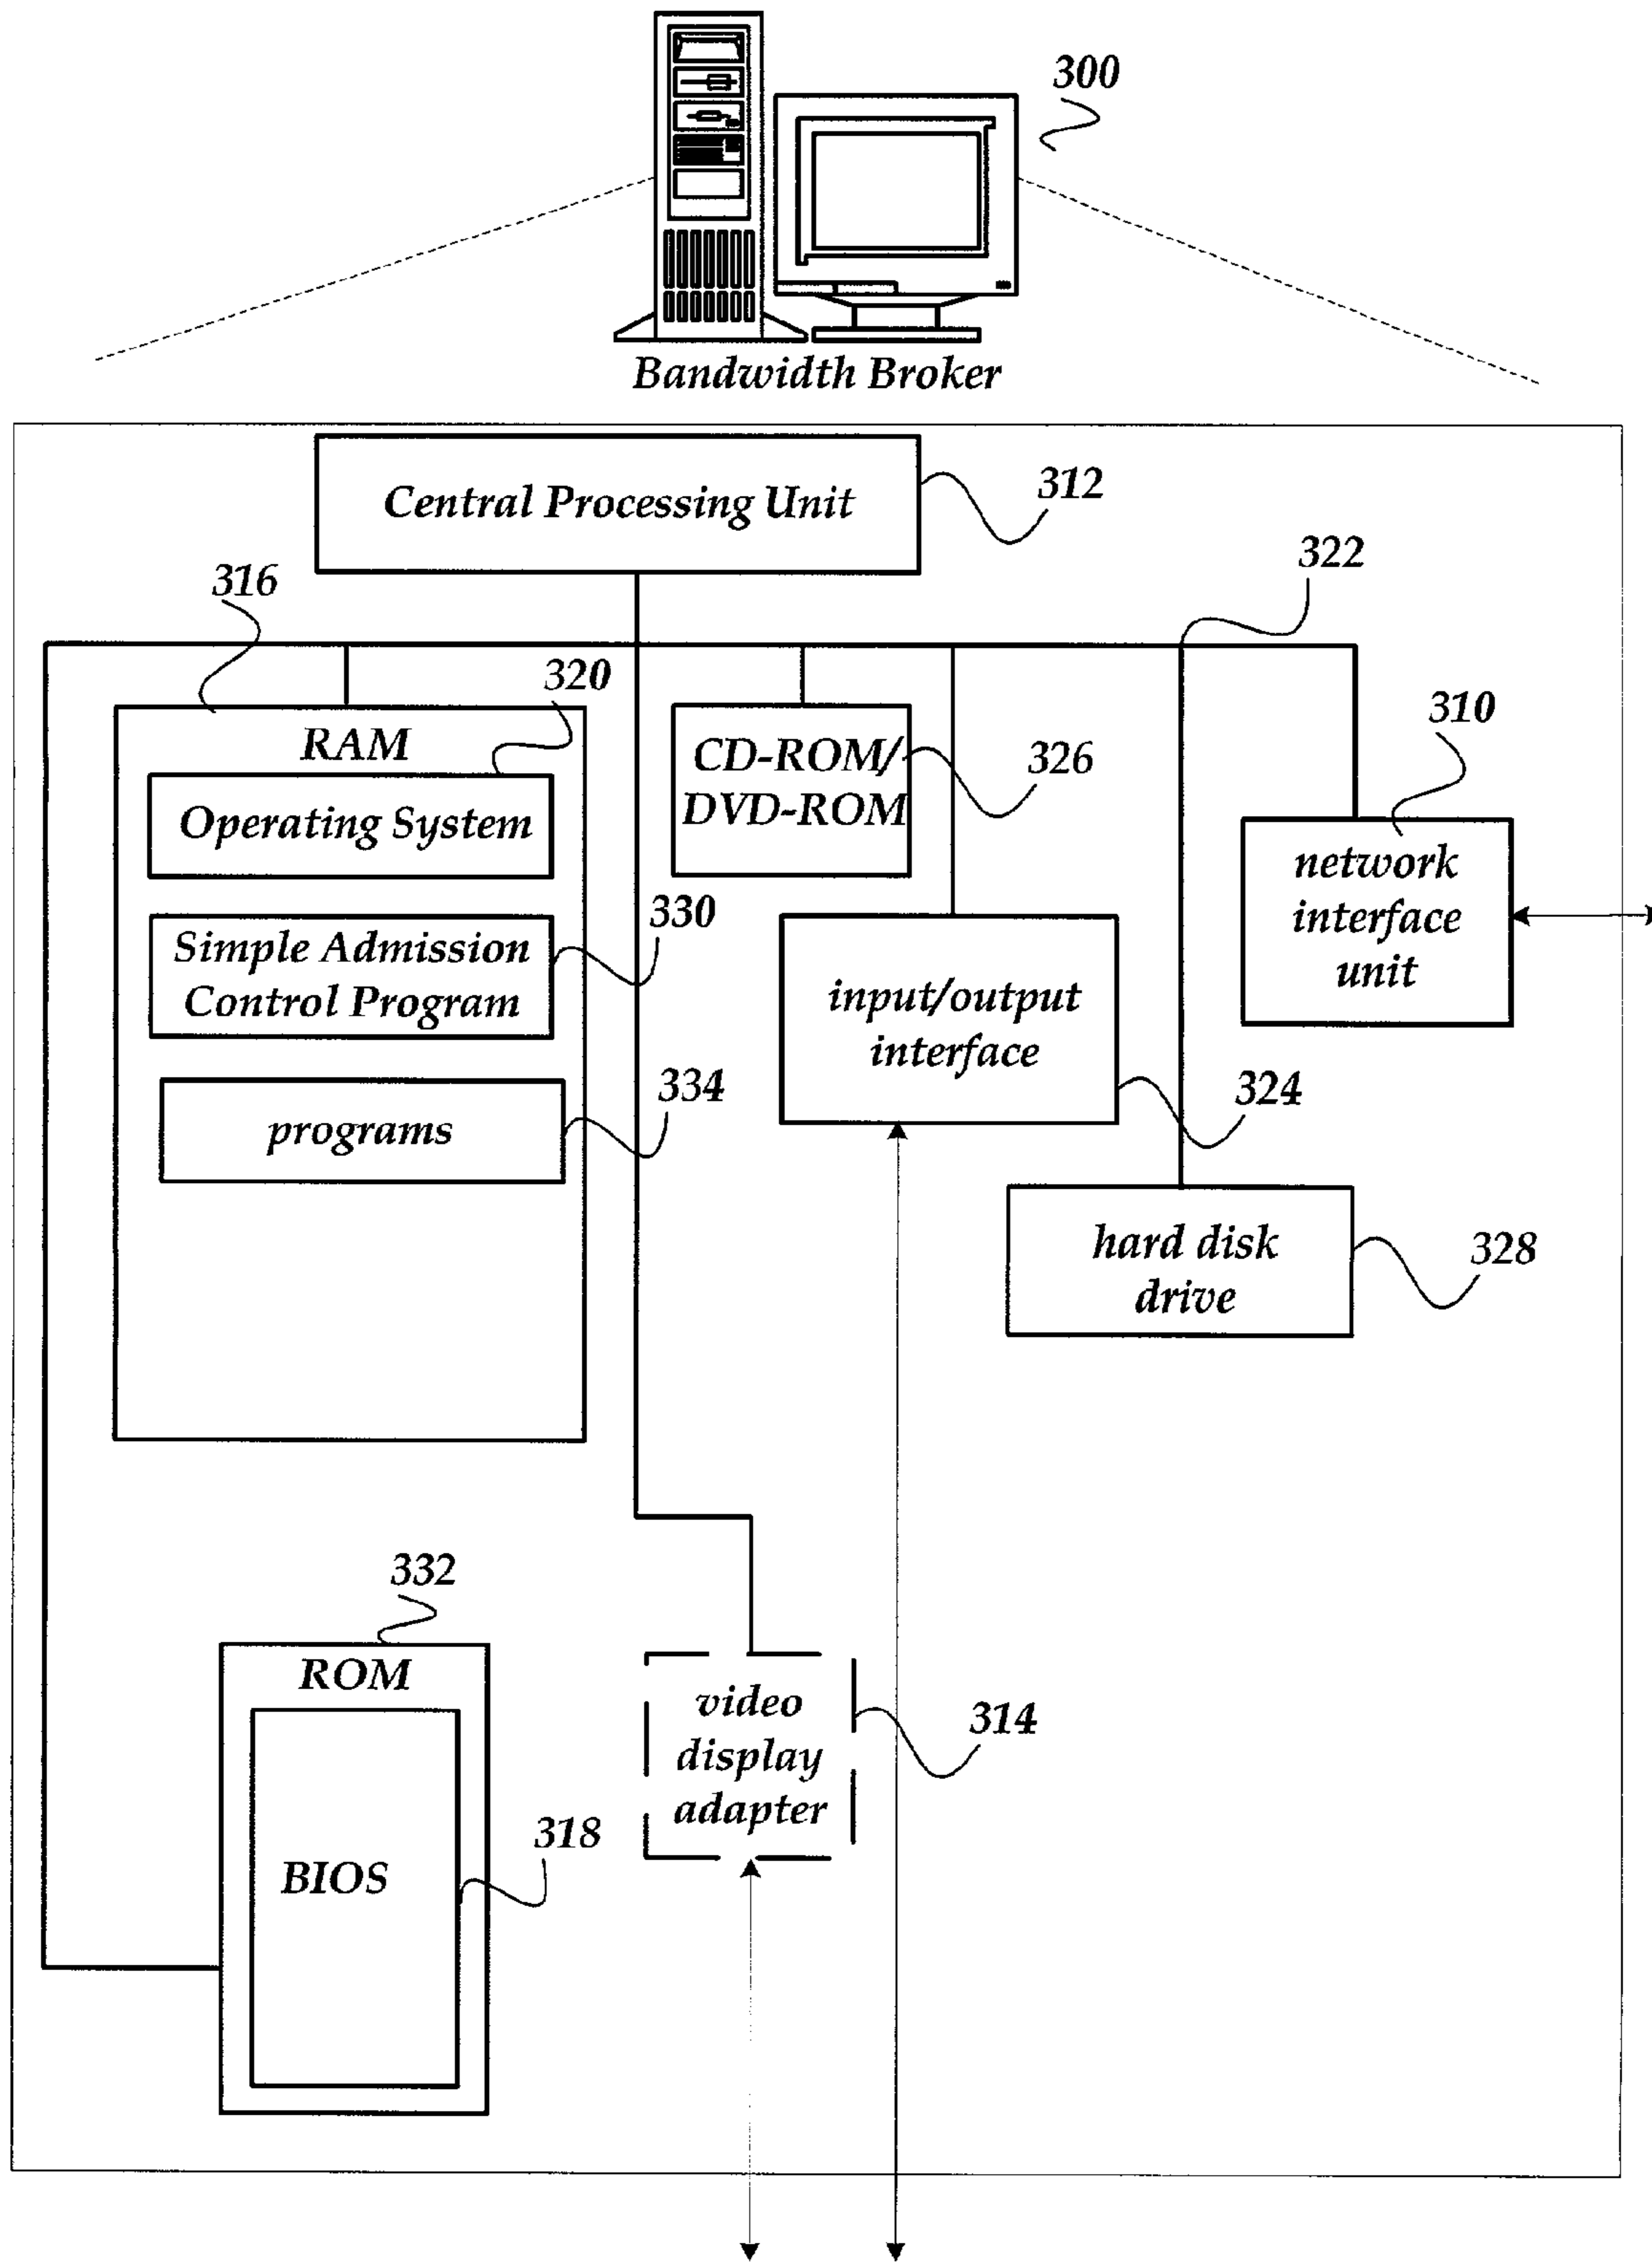 300
Bandwidth Broker
Central Processing Unit
312
322
316
320
310
RAM
CD-ROM/
DVD-ROM
326
Operating System
network
interface
unit
330
Simple Admission
Control Program
input/output
interface
334
324
programs
hard disk
drive
328
332
ROM
video
display
adapter
314
318
BIOS